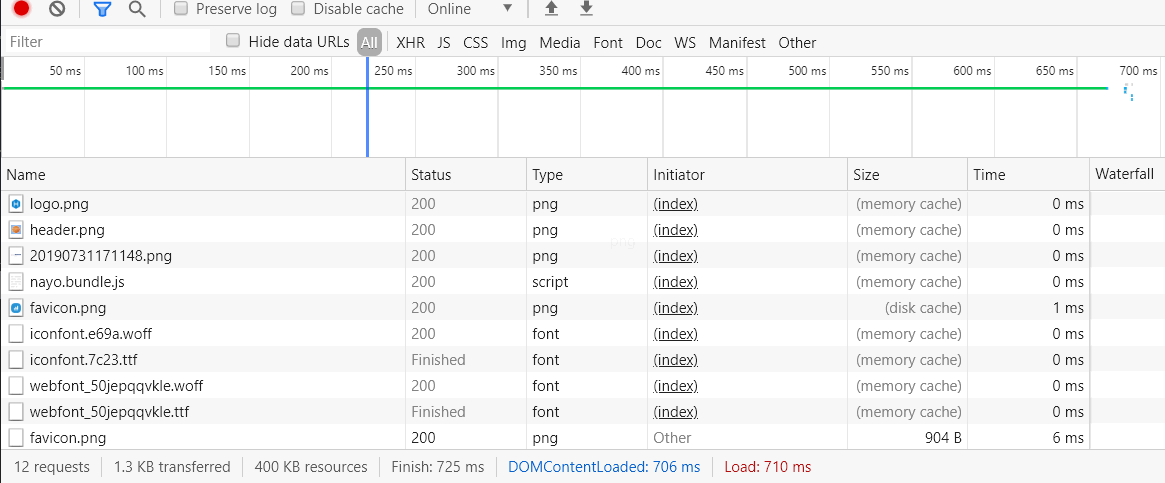 Preserve log Disable cache Online
Filter Hide data URLs All XHR JS CSS Img Media Font Doc WS Manifest Other
50 ms 100 ms 150 ms 200 ms 250 ms 300 ms 350 ms 400 ms 450 ms 500 ms 550 ms 600 ms 650 ms 700 ms
Name Status Type Initiator Size Time Waterfall
logo.png 200 png (index) (memory cache) 0 ms
header.png 200 png (index) (memory cache) 0 ms
png
20190731171148.png 200 png (index) (memory cache) 0 ms
nayo.bundle.js 200 script (index) (memory cache) 0 ms
favicon.png 200 png (index) (disk cache) 1 ms
iconfont.e69a.woff 200 font (index) (memory cache) 0 ms
iconfont.7c23.ttf Finished font (index) (memory cache) 0 ms
webfont_50jepqqvkle.woff 200 font (index) (memory cache) 0 ms
webfont_50jepqqvkle.ttf Finished font (index) (memory cache) 0 ms
favicon.png 200 png Other 904 B 6 ms
12 requests 1.3 KB transferred 400 KB resources Finish: 725 ms DOMContentLoaded: 706 ms Load: 710 ms